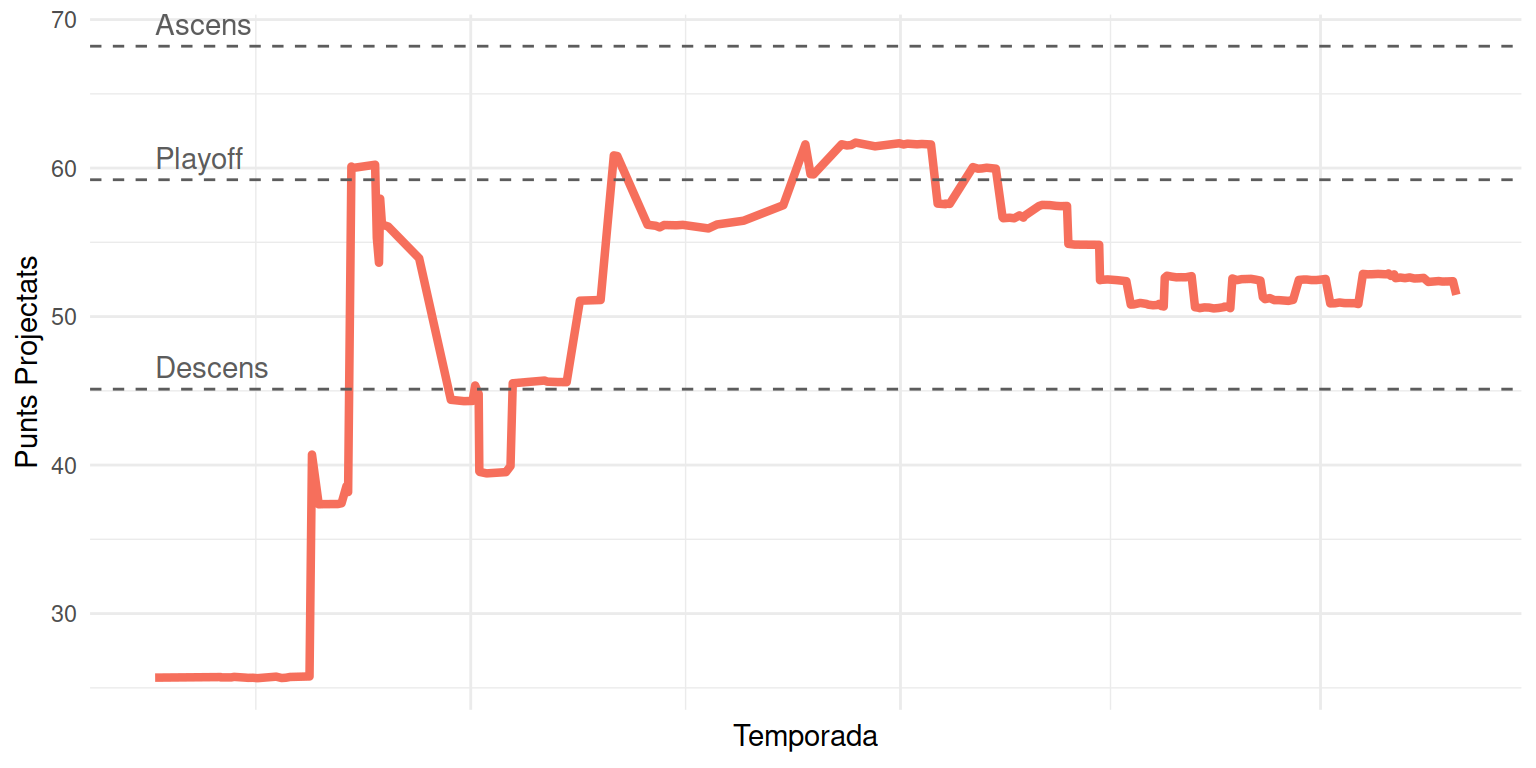 70
60
50
40
30
Ascens
Playoff
Descens
Punts Projectats
Temporada